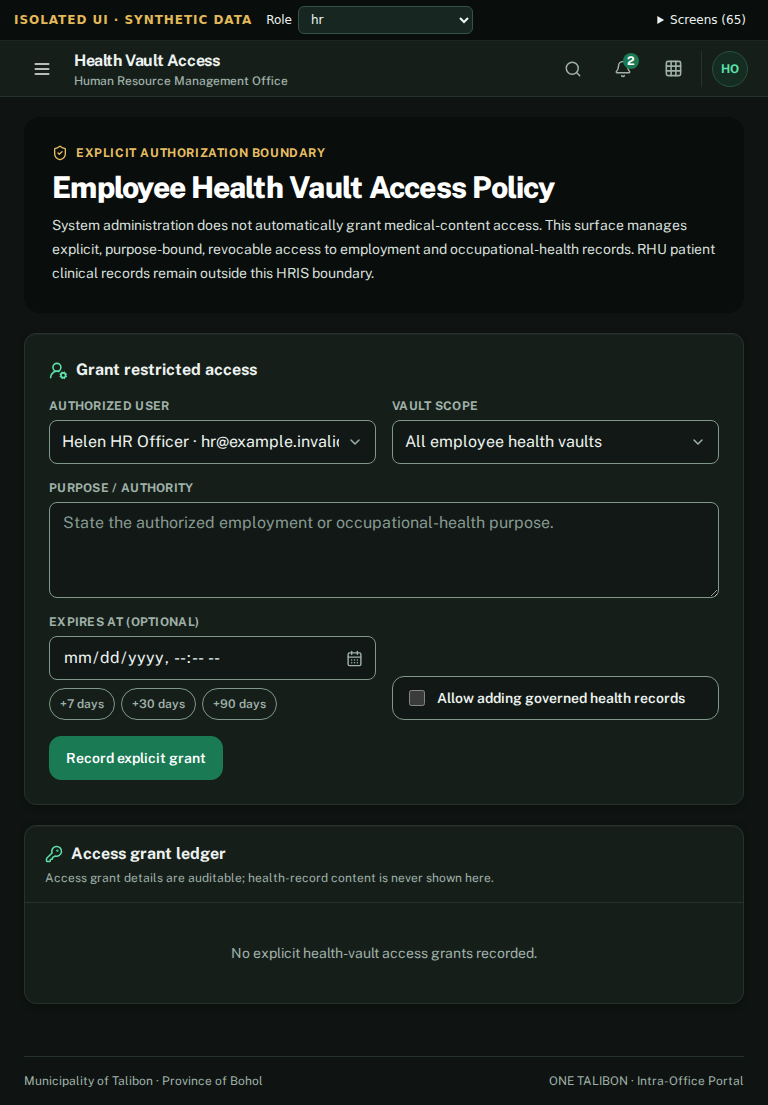 ISOLATED UI · SYNTHETIC DATA Role hr ▶ Screens (65)
Health Vault Access
Human Resource Management Office
2
HO
EXPLICIT AUTHORIZATION BOUNDARY
Employee Health Vault Access Policy
System administration does not automatically grant medical-content access. This surface manages
explicit, purpose-bound, revocable access to employment and occupational-health records. RHU patient
clinical records remain outside this HRIS boundary.
Grant restricted access
AUTHORIZED USER VAULT SCOPE
Helen HR Officer · hr@example.invalid All employee health vaults
PURPOSE / AUTHORITY
State the authorized employment or occupational-health purpose.
EXPIRES AT (OPTIONAL)
mm/dd/yyyy, --:-- --
Allow adding governed health records
+7 days +30 days +90 days
Record explicit grant
Access grant ledger
Access grant details are auditable; health-record content is never shown here.
No explicit health-vault access grants recorded.
Municipality of Talibon · Province of Bohol ONE TALIBON · Intra-Office Portal